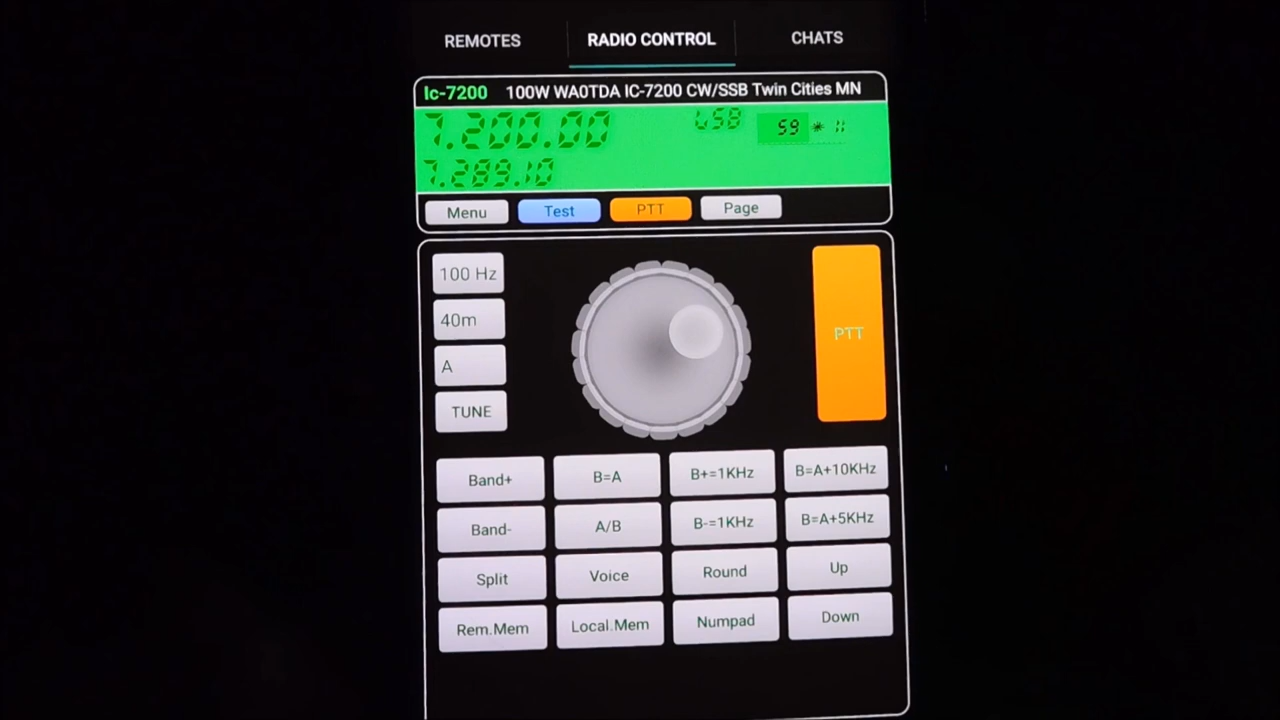 REMOTES RADIO CONTROL CHATS
Ic-7200 100W WA0TDA IC-7200 CW/SSB Twin Cities MN
7.200.00 LSB S9
7.289.10
Menu Test PTT Page
100 Hz
40m
A
TUNE
PTT
Band+ B=A B+=1KHz B=A+10KHz
Band- A/B B-=1KHz B=A+5KHz
Split Voice Round Up
Rem.Mem Local.Mem Numpad Down